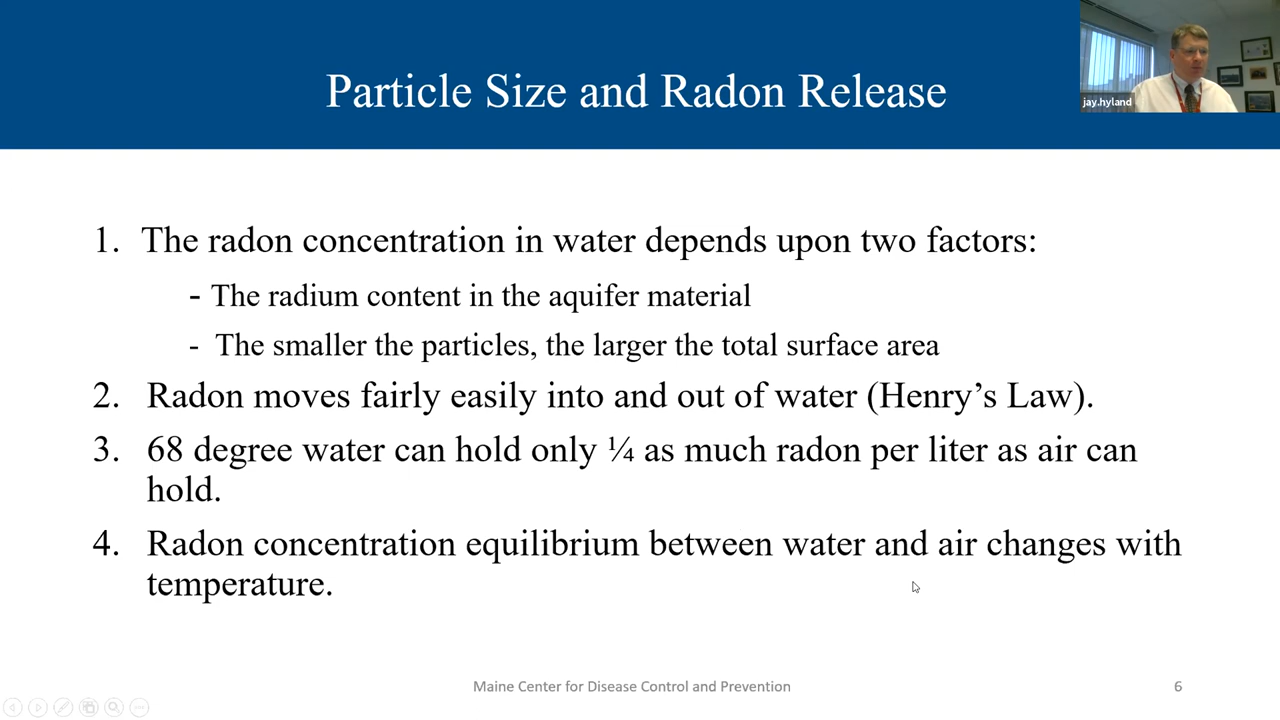 Particle Size and Radon Release
jay.hyland
1. The radon concentration in water depends upon two factors:
- The radium content in the aquifer material
- The smaller the particles, the larger the total surface area
2. Radon moves fairly easily into and out of water (Henry’s Law).
3. 68 degree water can hold only ¼ as much radon per liter as air can
hold.
4. Radon concentration equilibrium between water and air changes with
temperature.
Maine Center for Disease Control and Prevention
6